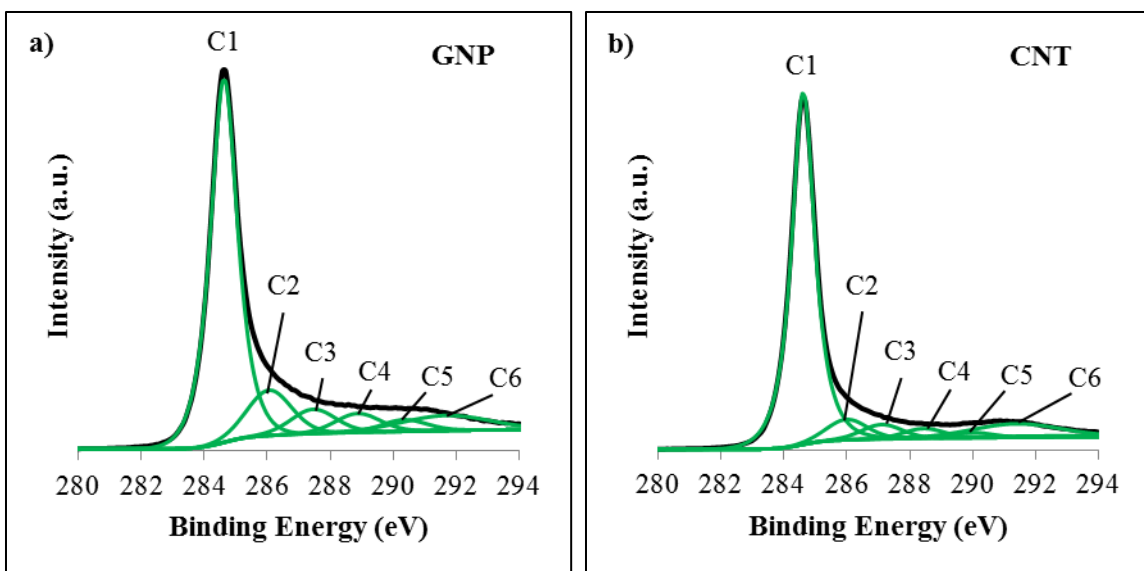 a)
GNP
C1
C2
C3
C4
C5
C6
Intensity (a.u.)
280 282 284 286 288 290 292 294
Binding Energy (eV)
b)
CNT
C1
C2
C3
C4
C5
C6
Intensity (a.u.)
280 282 284 286 288 290 292 294
Binding Energy (eV)